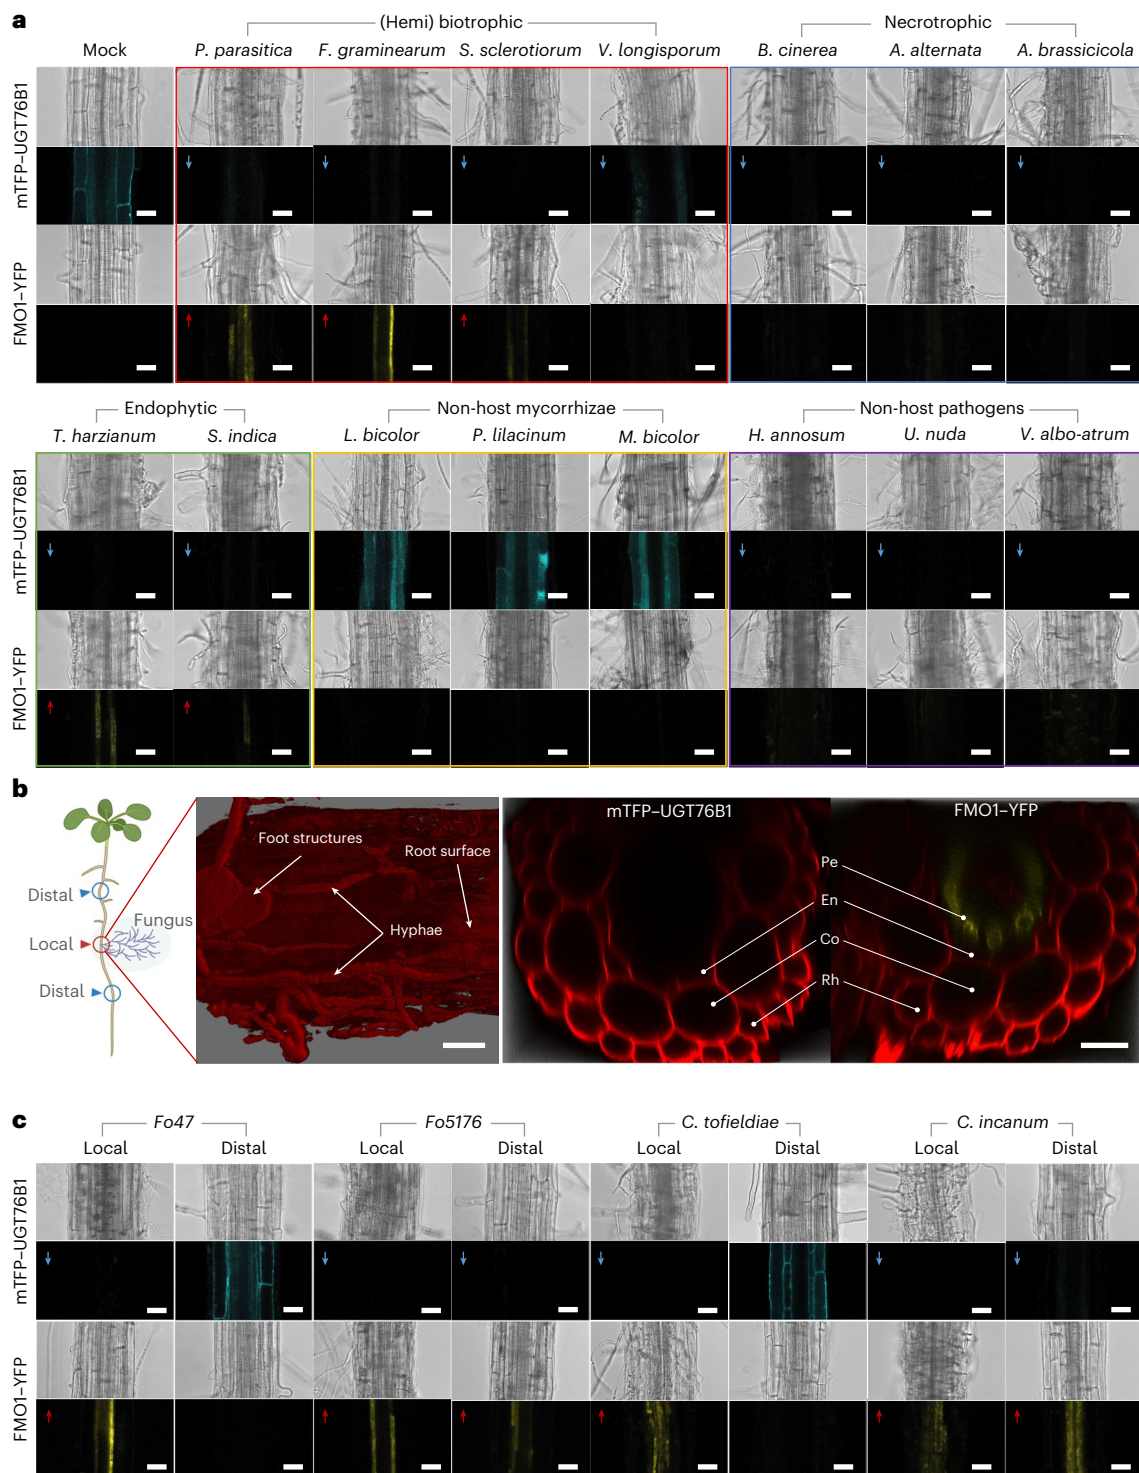 a
(Hemi) biotrophic
Necrotrophic
Mock
P. parasitica
F. graminearum
S. sclerotiorum
V. longisporum
B. cinerea
A. alternata
A. brassicicola
mTFP–UGT76B1
FMO1–YFP
Endophytic
Non-host mycorrhizae
Non-host pathogens
T. harzianum
S. indica
L. bicolor
P. lilacinum
M. bicolor
H. annosum
U. nuda
V. albo-atrum
mTFP–UGT76B1
FMO1–YFP
b
Distal
Fungus
Local
Distal
Foot structures
Root surface
Hyphae
mTFP–UGT76B1
FMO1–YFP
Pe
En
Co
Rh
c
Fo47
Fo5176
C. tofieldiae
C. incanum
Local
Distal
Local
Distal
Local
Distal
Local
Distal
mTFP–UGT76B1
FMO1–YFP